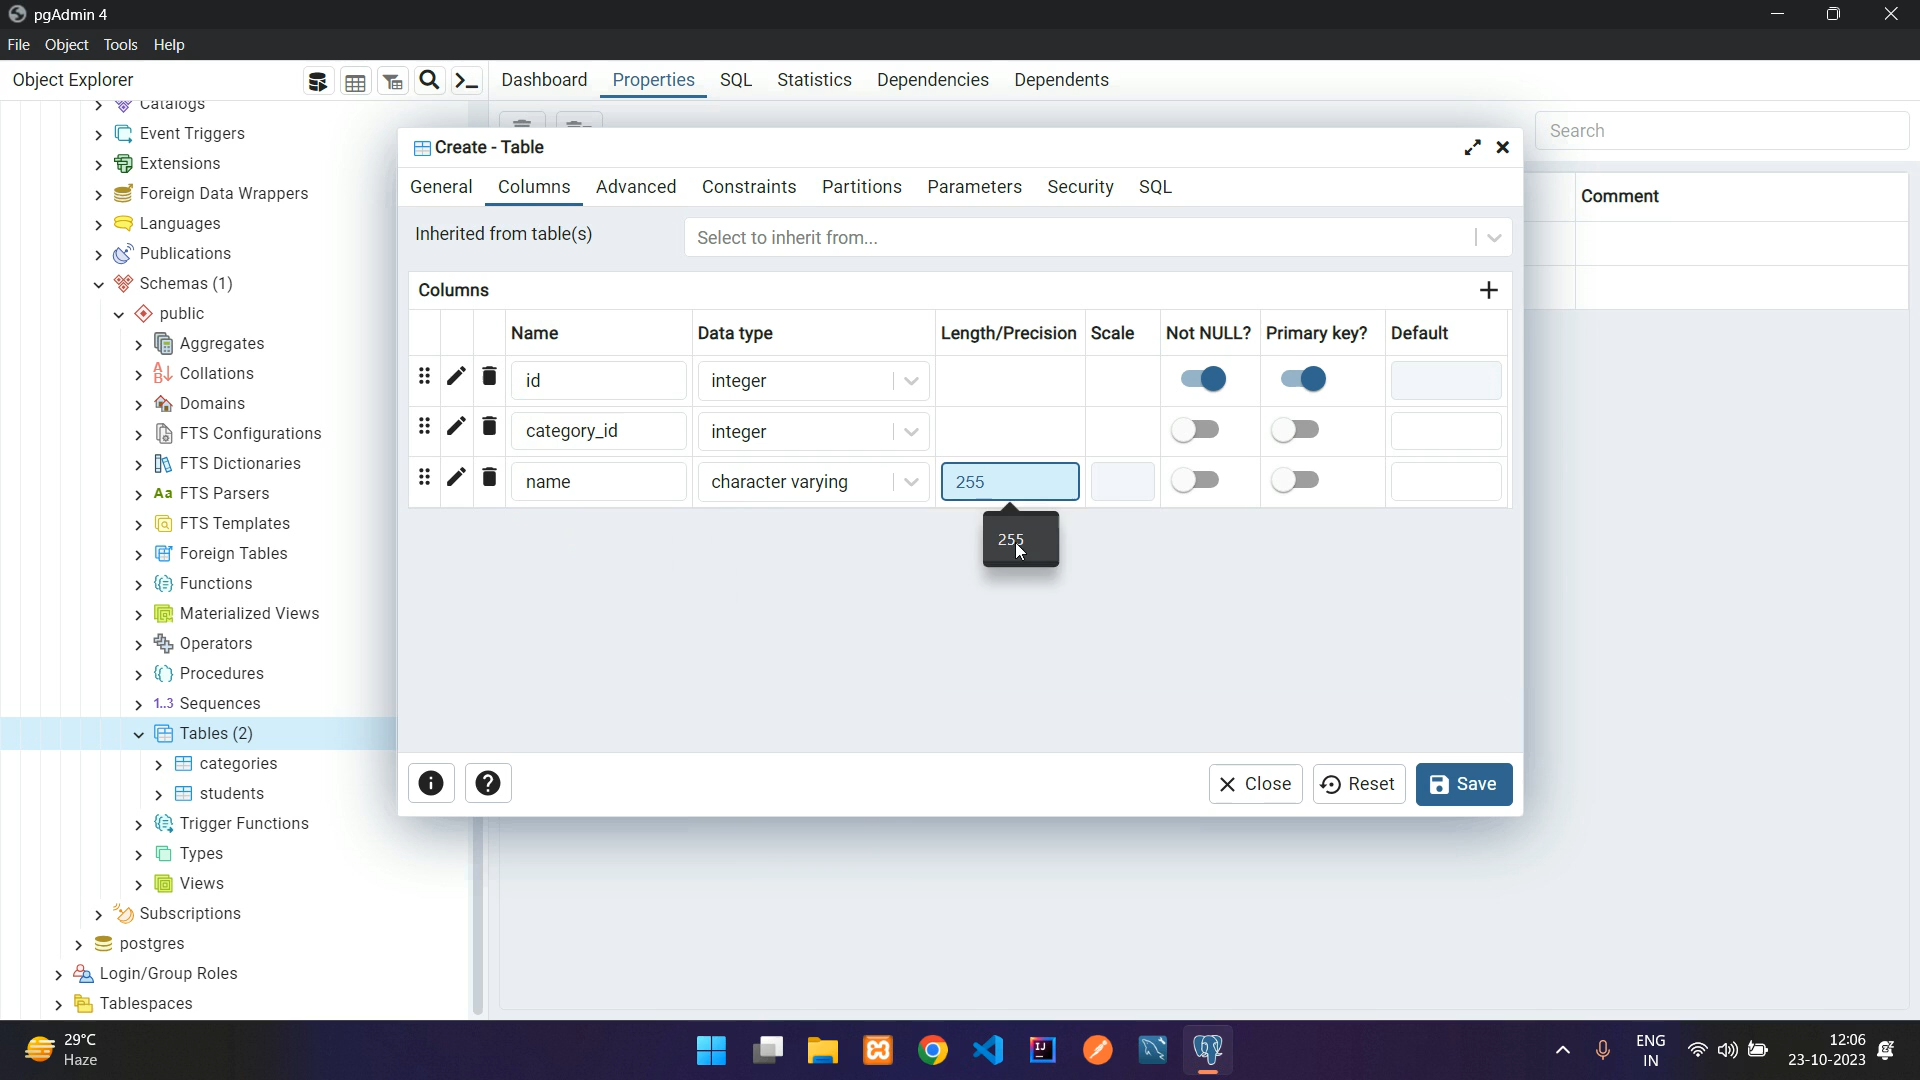 pgAdmin 4
File Object Tools Help
Object Explorer
Dashboard Properties SQL Statistics Dependencies Dependents
Catalogs
Event Triggers
Extensions
Foreign Data Wrappers
Languages
Publications
Schemas (1)
public
Aggregates
Collations
Domains
FTS Configurations
FTS Dictionaries
Aa FTS Parsers
FTS Templates
Foreign Tables
Functions
Materialized Views
Operators
Procedures
1..3 Sequences
Tables (2)
categories
students
Trigger Functions
Types
Views
Subscriptions
postgres
Login/Group Roles
Tablespaces
Search
Comment
Create - Table
General Columns Advanced Constraints Partitions Parameters Security SQL
Inherited from table(s) Select to inherit from...
Columns
Name Data type Length/Precision Scale Not NULL? Primary key? Default
id integer
category_id integer
name character varying 255
255
Close Reset Save
29°C
Haze
ENG
IN
12:06
23-10-2023